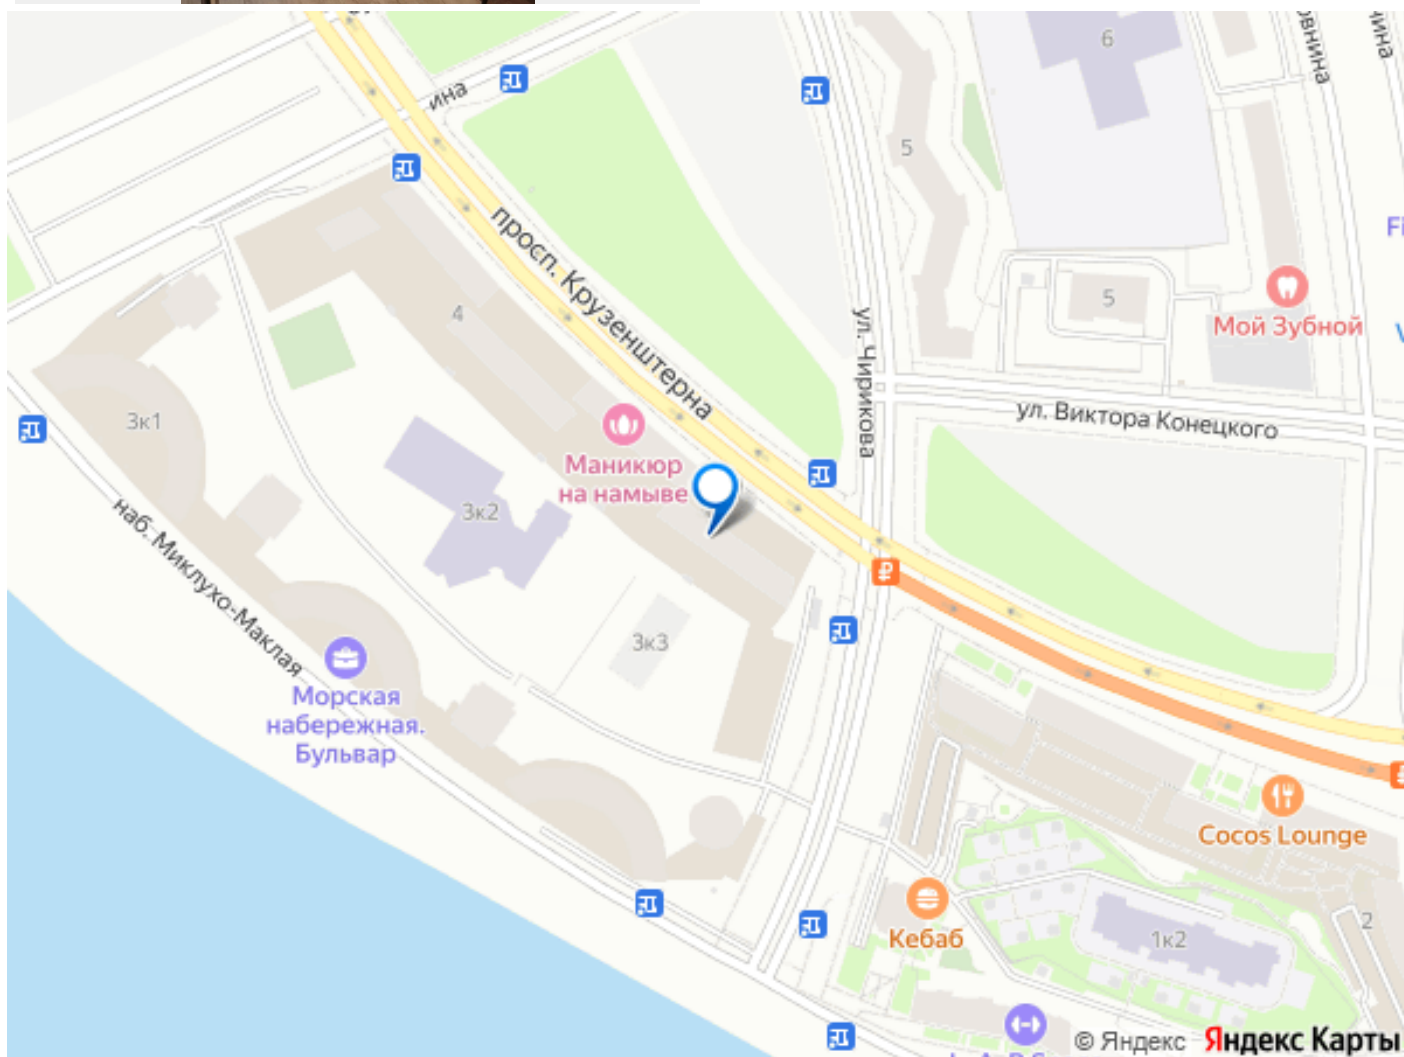 ина
6
5
просп. Крузенштерна
5
Мой Зубной
4
ул. Чирикова
ул. Виктора Конецкого
3к1
Маникюр
на намыве
3к2
наб. Миклухо-Маклая
3к3
Морская
набережная.
Бульвар
Cocos Lounge
Кебаб
1к2
2
© Яндекс Яндекс Карты